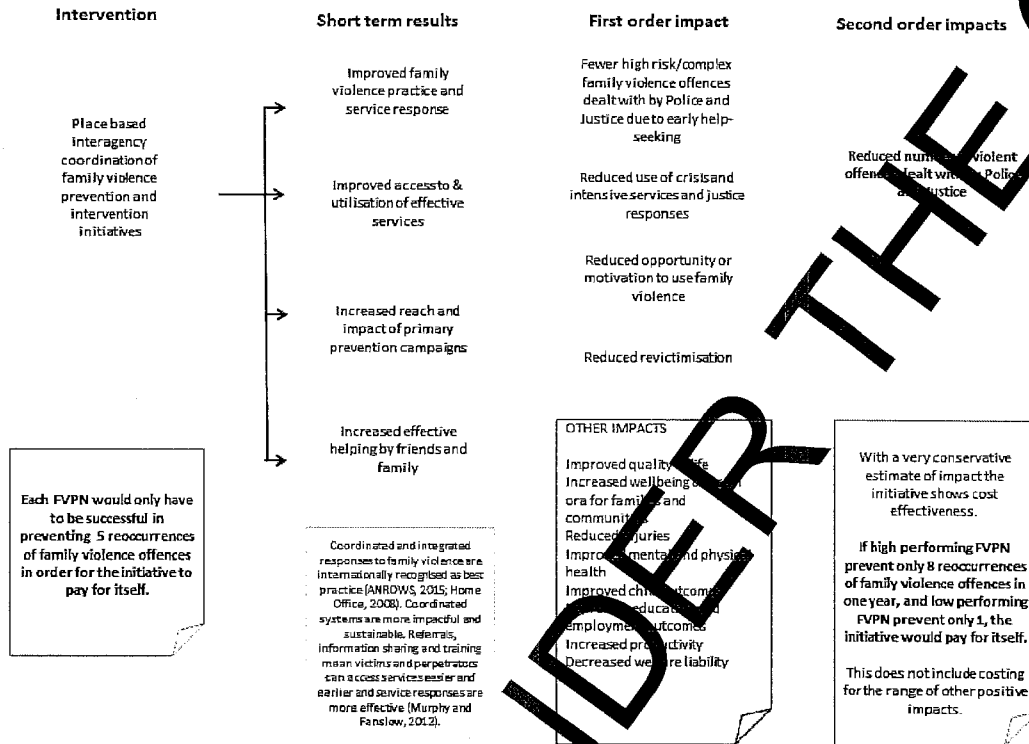 Intervention
Short term results
First order impact
Second order impacts
Place based
interagency
coordination of
family violence
prevention and
intervention
initiatives
Improved family
violence practice and
service response
Improved access to &
utilisation of effective
services
Increased reach and
impact of primary
prevention campaigns
Increased effective
helping by friends and
family
Fewer high risk/complex
family violence offences
dealt with by Police and
Justice due to early help-
seeking
Reduced use of crisis and
intensive services and justice
responses
Reduced opportunity or
motivation to use family
violence
Reduced revictimisation
Reduced violent
dealt Police
Justice
Each FVPN would only have
to be successful in
preventing 5 reoccurrences
of family violence offences
in order for the initiative to
pay for itself.
Coordinated and integrated
responses to family violence are
internationally recognised as best
practice (ANROWS, 2015; Home
Office, 2008). Coordinated
systems are more impactful and
sustainable. Referrals,
information sharing and training
mean victims and perpetrators
can access services easier and
earlier and service responses are
more effective (Murphy and
Fanslow, 2012).
OTHER IMPACTS
Improved quality life
Increased wellbeing
ora for families and
Reduced
mental and physical
health
Improved
employment outcomes
Increased productivity
Decreased liability
With a very conservative
estimate of impact the
initiative shows cost
effectiveness.
If high performing FVPN
prevent only 8 reoccurrences
of family violence offences in
one year, and low performing
FVPN prevent only 1, the
initiative would pay for itself.
This does not include costing
for the range of other positive
impacts.
THE